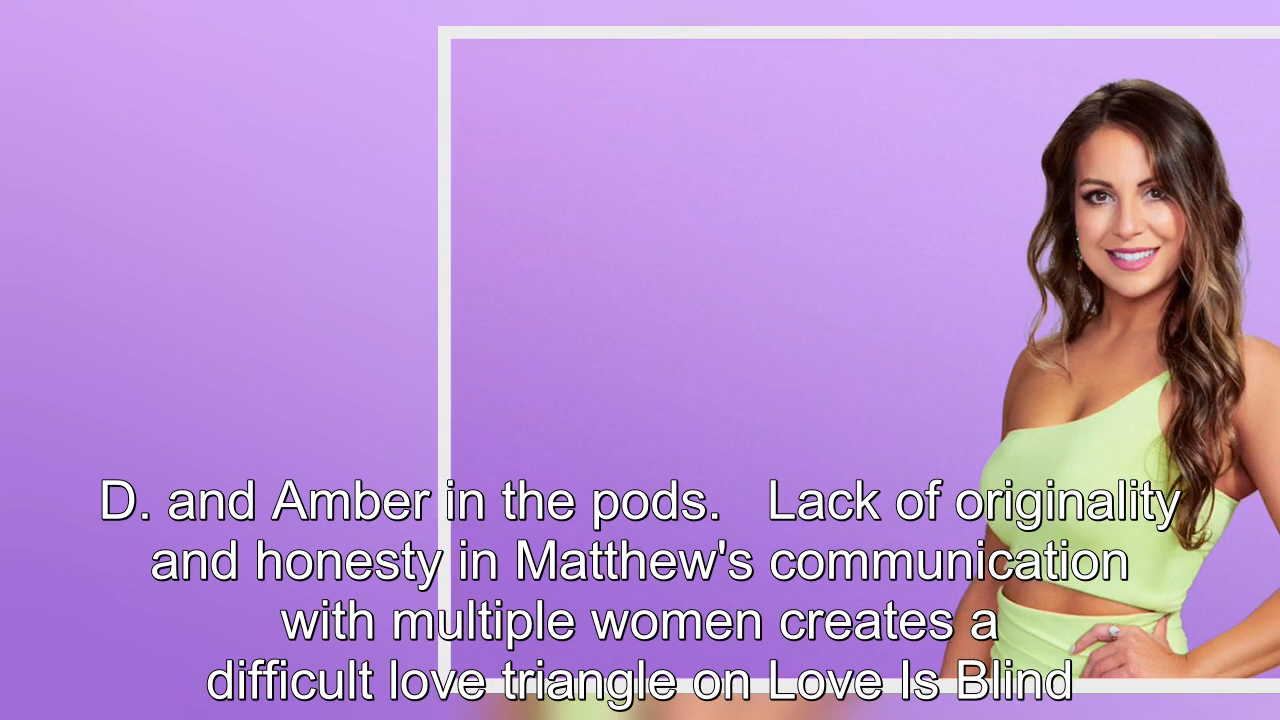 D. and Amber in the pods.   Lack of originality
and honesty in Matthew's communication
with multiple women creates a
difficult love triangle on Love Is Blind